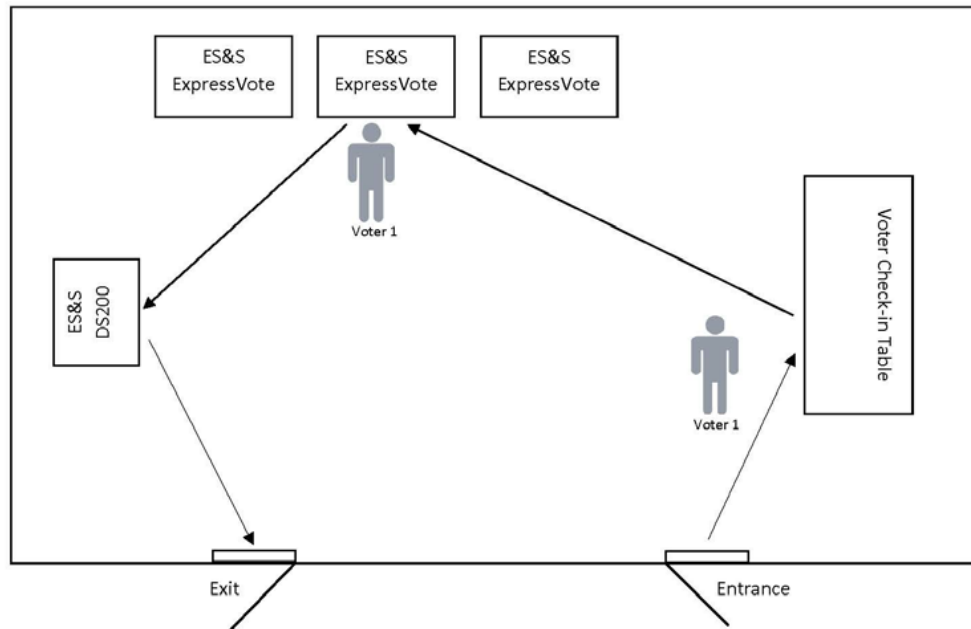 ES&S
ExpressVote
ES&S
ExpressVote
ES&S
ExpressVote
Voter 1
Voter Check-in Table
ES&S
DS200
Voter 1
Exit
Entrance